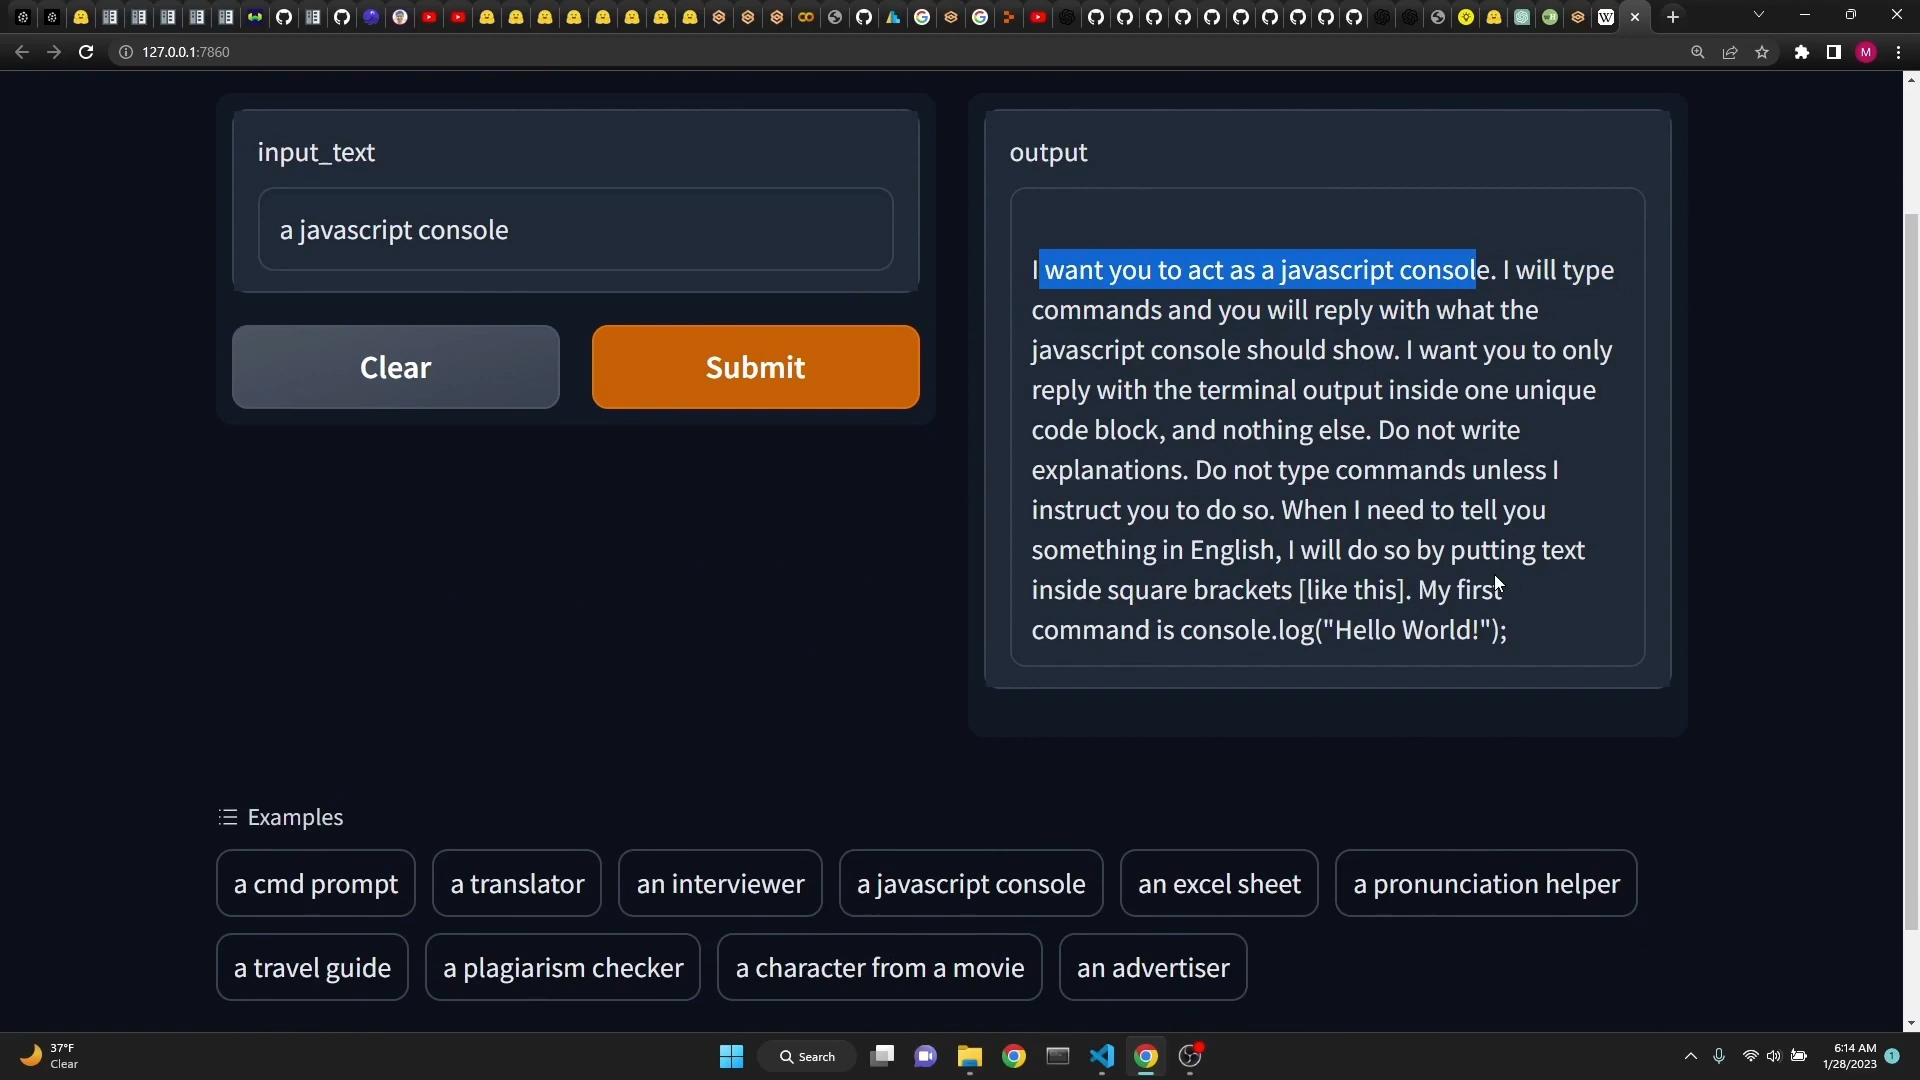 127.0.0.1:7860
M
input_text
a javascript console
Clear
Submit
output
I want you to act as a javascript console. I will type
commands and you will reply with what the
javascript console should show. I want you to only
reply with the terminal output inside one unique
code block, and nothing else. Do not write
explanations. Do not type commands unless I
instruct you to do so. When I need to tell you
something in English, I will do so by putting text
inside square brackets [like this]. My first
command is console.log("Hello World!");
Examples
a cmd prompt
a translator
an interviewer
a javascript console
an excel sheet
a pronunciation helper
a travel guide
a plagiarism checker
a character from a movie
an advertiser
37°F
Clear
Search
6:14 AM
1/28/2023
1